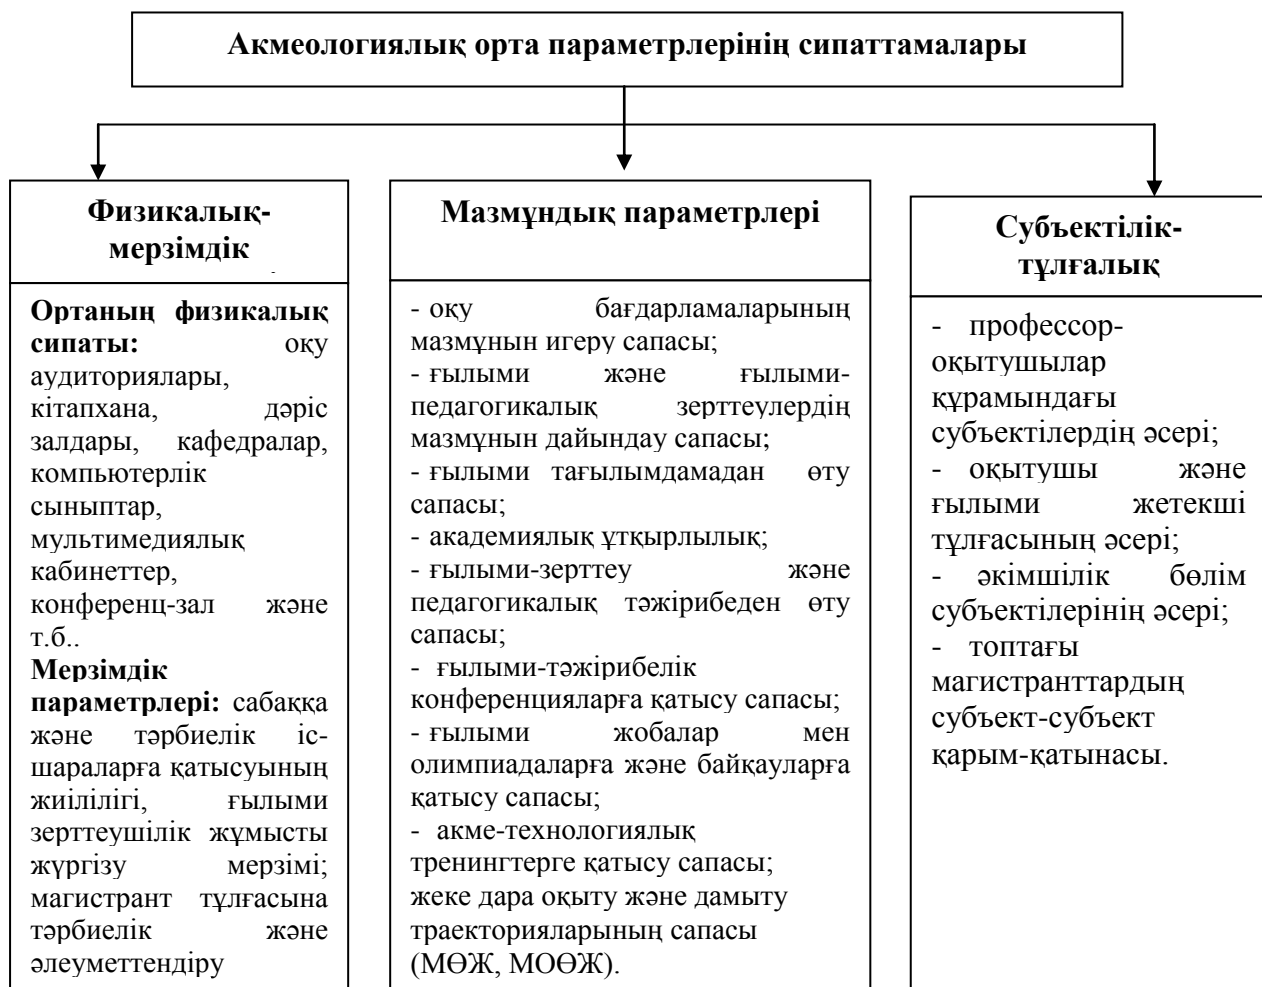 Акмеологиялық орта параметрлерінің сипаттамалары
Физикалық-
мерзімдік
Ортаның физикалық
сипаты: оқу
аудиториялары,
кітапхана, дәріс
залдары, кафедралар,
компьютерлік
сыныптар,
мультимедиялық
кабинеттер,
конференц-зал және
т.б..
Мерзімдік
параметрлері: сабаққа
және тәрбиелік іс-
шараларға қатысуының
жиілілігі, ғылыми
зерттеушілік жұмысты
жүргізу мерзімі;
магистрант тұлғасына
тәрбиелік және
әлеуметтендіру
Мазмұндық параметрлері
- оқу бағдарламаларының
мазмұнын игеру сапасы;
- ғылыми және ғылыми-
педагогикалық зерттеулердің
мазмұнын дайындау сапасы;
- ғылыми тағылымдамадан өту
сапасы;
- академиялық ұтқырлылық;
- ғылыми-зерттеу және
педагогикалық тәжірибеден өту
сапасы;
- ғылыми-тәжірибелік
конференцияларға қатысу сапасы;
- ғылыми жобалар мен
олимпиадаларға және байқауларға
қатысу сапасы;
- акме-технологиялық
тренингтерге қатысу сапасы;
жеке дара оқыту және дамыту
траекторияларының сапасы
(МӨЖ, МОӨЖ).
Субъектілік-
тұлғалық
- профессор-
оқытушылар
құрамындағы
субъектілердің әсері;
- оқытушы және
ғылыми жетекші
тұлғасының әсері;
- әкімшілік бөлім
субъектілерінің әсері;
- топтағы
магистранттардың
субъект-субъект
қарым-қатынасы.